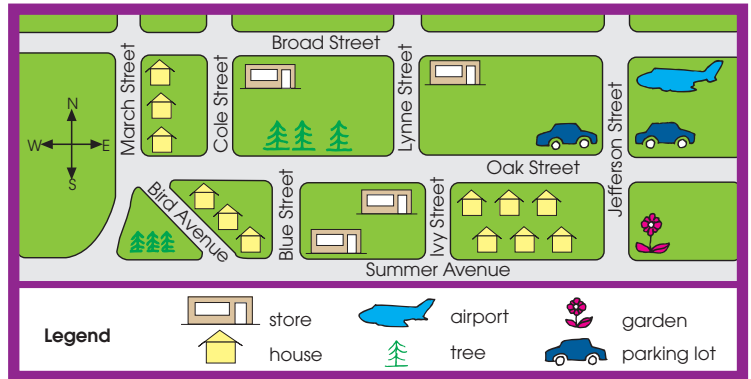 Broad Street
March Street
Cole Street
Lynne Street
Jefferson Street
N
W
E
S
Oak Street
Bird Avenue
Blue Street
Ivy Street
Summer Avenue
Legend
store
airport
garden
house
tree
parking lot